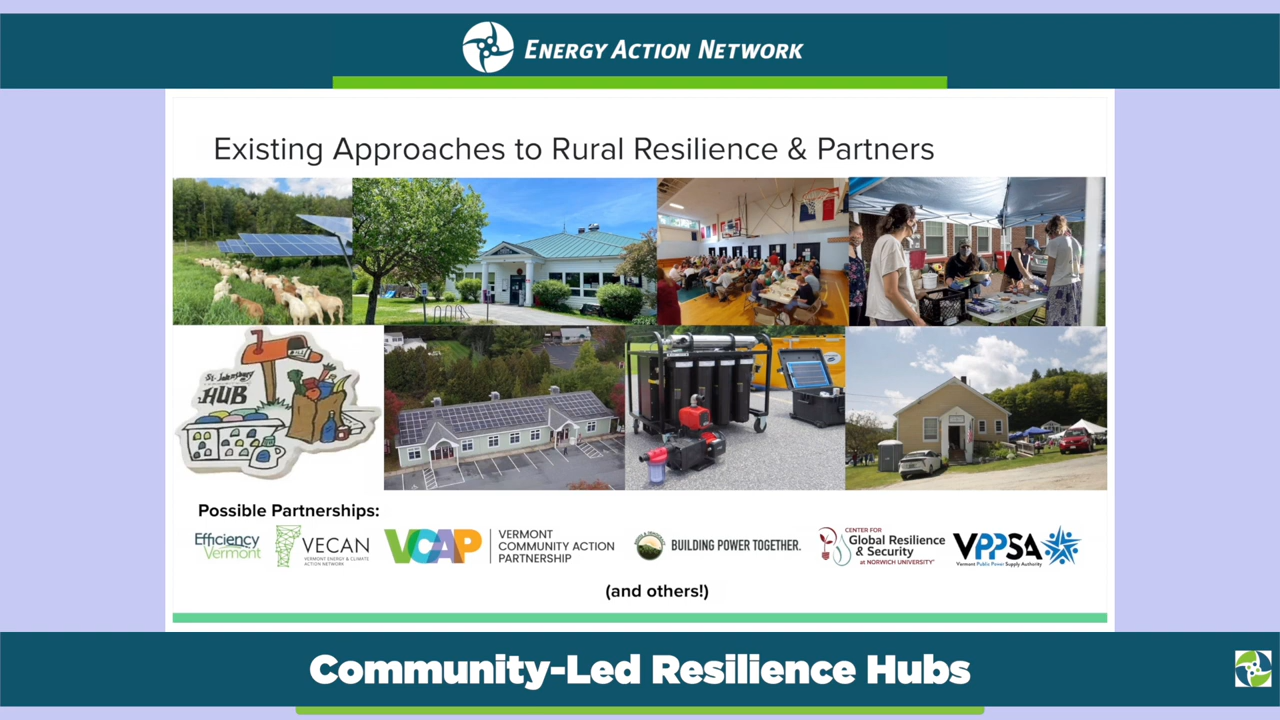 ENERGY ACTION NETWORK
Existing Approaches to Rural Resilience & Partners
St. Johnsbury
HUB
Possible Partnerships:
Efficiency
Vermont
VECAN
VERMONT ENERGY & CLIMATE
ACTION NETWORK
VCAP
VERMONT
COMMUNITY ACTION
PARTNERSHIP
BUILDING POWER TOGETHER.
CENTER FOR
Global Resilience
& Security
at NORWICH UNIVERSITY
VPPSA
Vermont Public Power Supply Authority
(and others!)
Community-Led Resilience Hubs